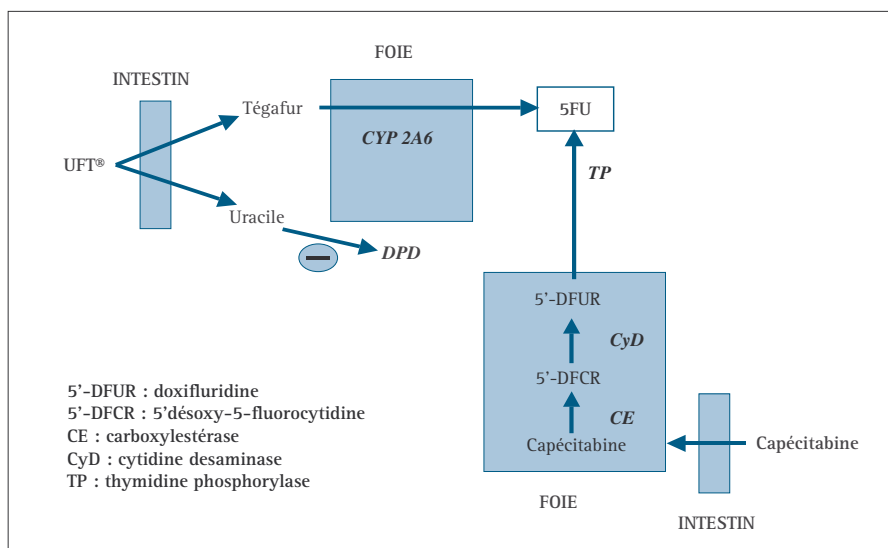 FOIE
INTESTIN
Tégafur
5FU
CYP 2A6
UFT®
TP
Uracile
DPD
5’-DFUR
CyD
5’-DFCR
CE
Capécitabine
Capécitabine
FOIE
INTESTIN
5’-DFUR : doxifluridine
5’-DFCR : 5’désoxy-5-fluorocytidine
CE : carboxylestérase
CyD : cytidine desaminase
TP : thymidine phosphorylase